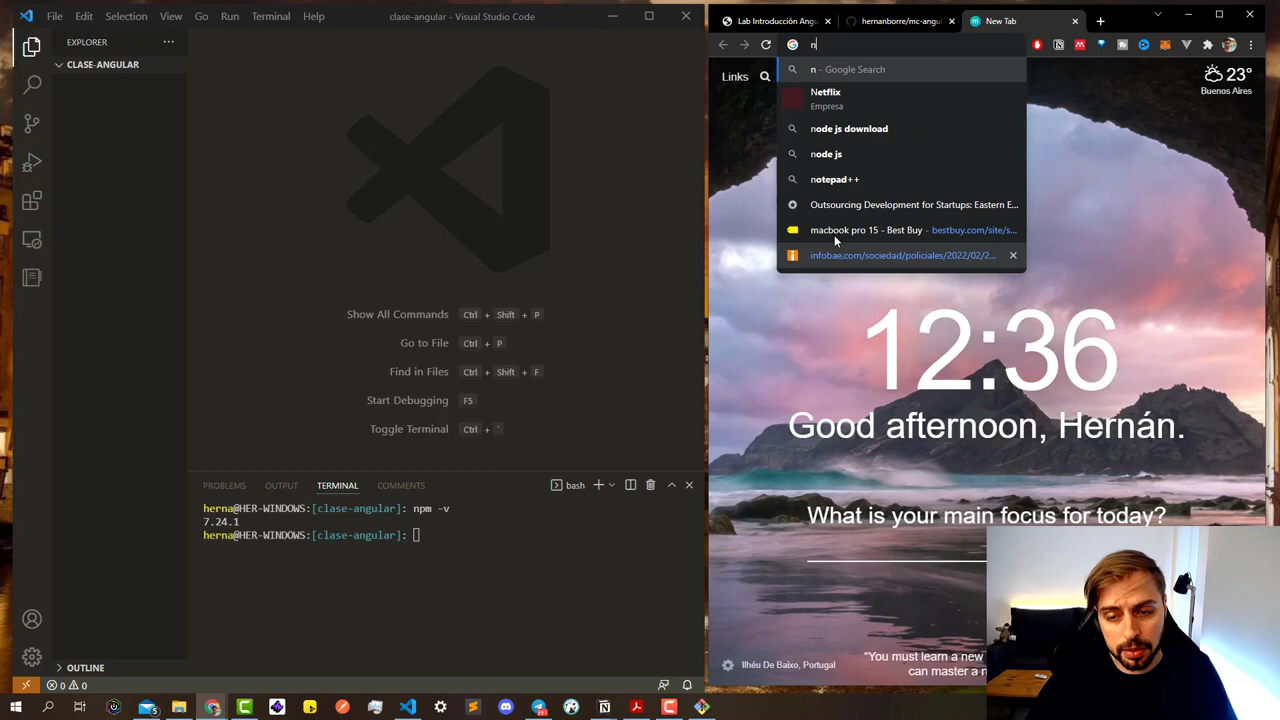 File Edit Selection View Go Run Terminal Help
clase-angular - Visual Studio Code
EXPLORER
CLASE-ANGULAR
Show All Commands Ctrl + Shift + P
Go to File Ctrl + P
Find in Files Ctrl + Shift + F
Start Debugging F5
Toggle Terminal Ctrl + `
PROBLEMS OUTPUT TERMINAL COMMENTS
bash
herna@HER-WINDOWS:[clase-angular]: npm -v
7.24.1
herna@HER-WINDOWS:[clase-angular]:
OUTLINE
0 0
Lab Introducción Angu
hernanborre/mc-angul
New Tab
n
n - Google Search
Netflix
Empresa
node js download
node js
notepad++
Outsourcing Development for Startups: Eastern E...
macbook pro 15 - Best Buy - bestbuy.com/site/s...
infobae.com/sociedad/policiales/2022/02/2...
Links
23°
Buenos Aires
12:36
Good afternoon, Hernán.
What is your main focus for today?
Ilhéu De Baixo, Portugal
“You must learn a new
can master a n